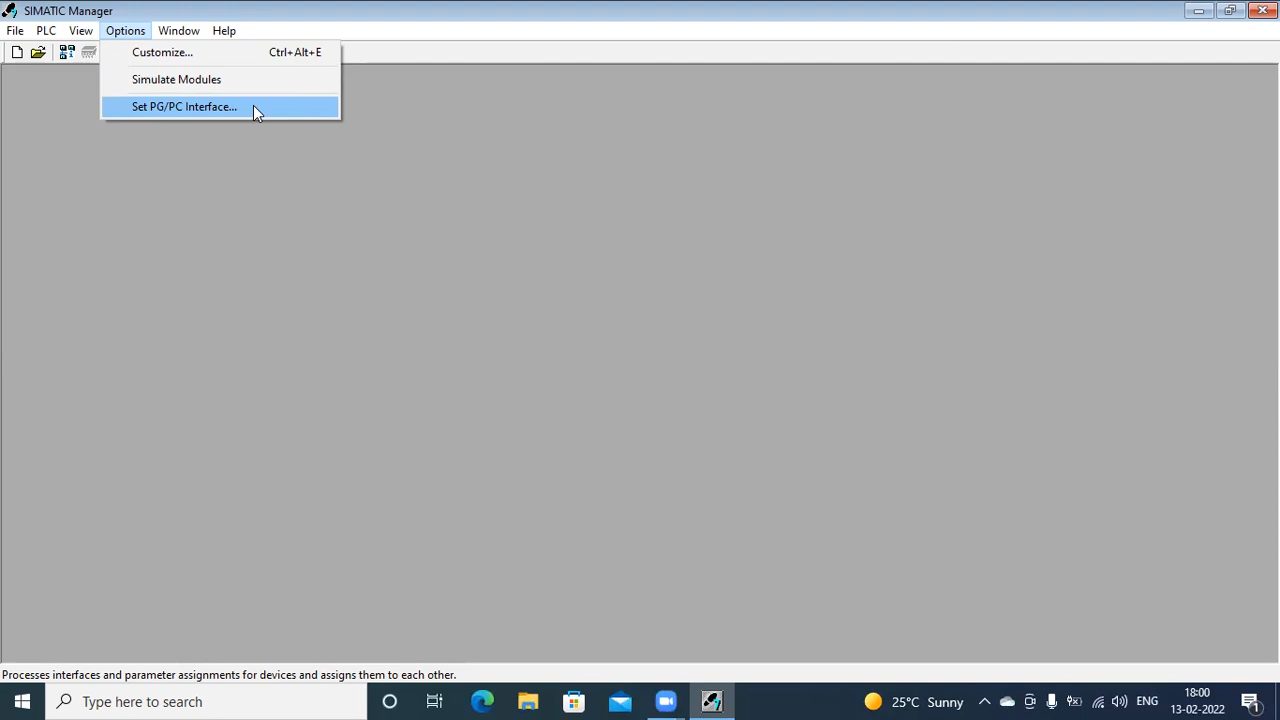 SIMATIC Manager
File PLC View Options Window Help
Customize... Ctrl+Alt+E
Simulate Modules
Set PG/PC Interface...
Processes interfaces and parameter assignments for devices and assigns them to each other.
Type here to search
25°C Sunny
ENG
18:00
13-02-2022
1